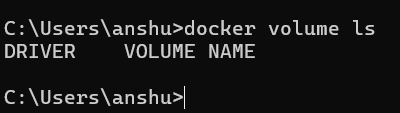 C:\Users\anshu>docker volume ls
DRIVER    VOLUME NAME
C:\Users\anshu>